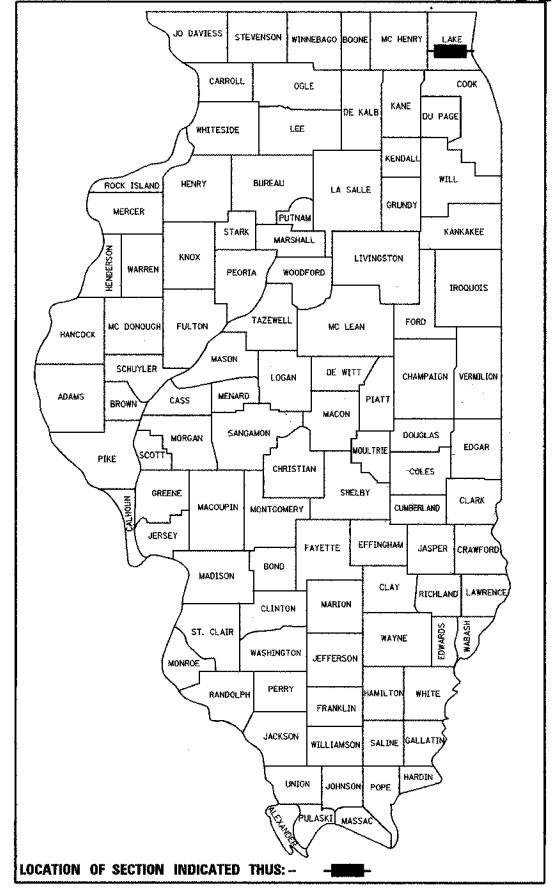 JO DAVIESS STEVENSON WINNEBAGO BOONE MC HENRY LAKE
CARROLL OGLE COOK
DE KALB KANE DU PAGE
WHITESIDE LEE
KENDALL
ROCK ISLAND HENRY BUREAU LA SALLE GRUNDY WILL
MERCER PUTNAM
STARK MARSHALL KANKAKEE
HENDERSON WARREN KNOX PEORIA WOODFORD LIVINGSTON IROQUOIS
HANCOCK MC DONOUGH FULTON TAZEWELL MC LEAN FORD
MASON
SCHUYLER LOGAN DE WITT CHAMPAIGN VERMILION
ADAMS BROWN CASS MENARD MACON PIATT
PIKE SCOTT MORGAN SANGAMON MOULTRIE DOUGLAS EDGAR
CHRISTIAN COLES
CALHOUN GREENE MACOUPIN MONTGOMERY SHELBY CUMBERLAND CLARK
JERSEY
FAYETTE EFFINGHAM JASPER CRAWFORD
MADISON BOND
CLINTON MARION CLAY RICHLAND LAWRENCE
ST. CLAIR WAYNE EDWARDS WABASH
MONROE WASHINGTON JEFFERSON
RANDOLPH PERRY HAMILTON WHITE
FRANKLIN
JACKSON WILLIAMSON SALINE GALLATIN
UNION JOHNSON POPE HARDIN
ALEXANDER PULASKI MASSAC
LOCATION OF SECTION INDICATED THUS: --